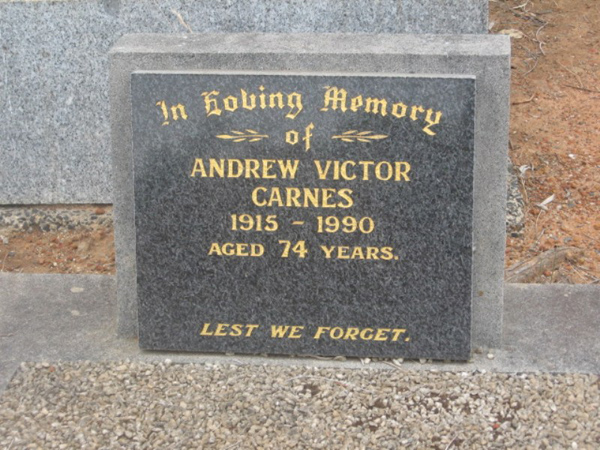 In Loving Memory
of
ANDREW VICTOR
CARNES
1915 - 1990
AGED 74 YEARS.
LEST WE FORGET.